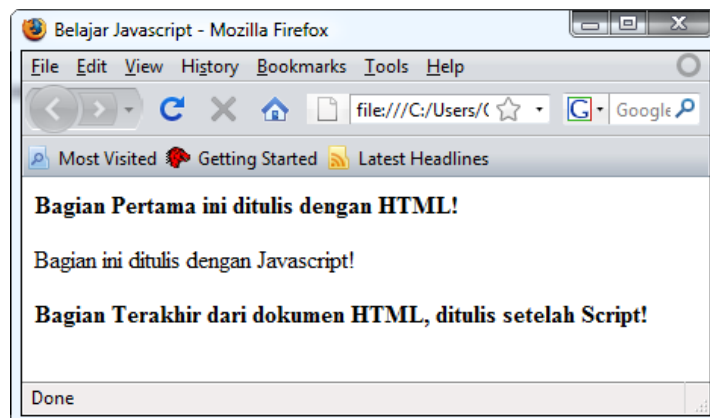 Belajar Javascript - Mozilla Firefox
File Edit View History Bookmarks Tools Help
file:///C:/Users/( G Google
Most Visited Getting Started Latest Headlines
Bagian Pertama ini ditulis dengan HTML!
Bagian ini ditulis dengan Javascript!
Bagian Terakhir dari dokumen HTML, ditulis setelah Script!
Done